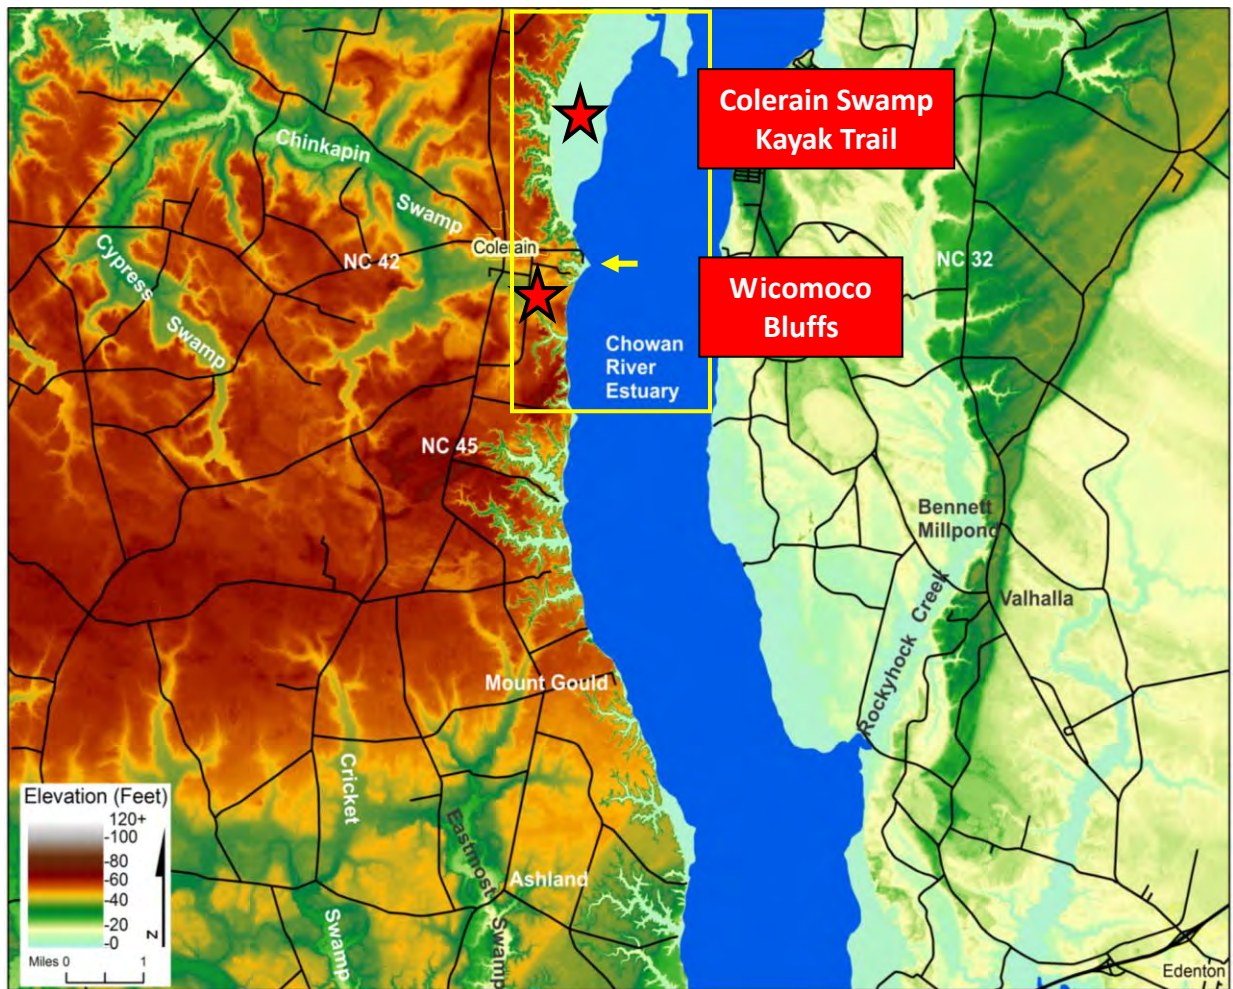 Colerain Swamp
Kayak Trail
Chinkapin
Swamp
Colerain
NC 42
NC 32
Cypress
Swamp
Wicomoco
Bluffs
Chowan
River
Estuary
NC 45
Bennett
Millpond
Valhalla
Rockyhock Creek
Mount Gould
Cricket
Swamp
Eastmost
Swamp
Ashland
Elevation (Feet)
120+
-100
-80
-60
-40
-20
-0
N
Miles 0 1
Edenton